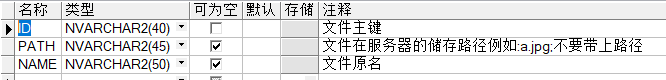 名称 类型 可为空 默认 存储 注释
ID NVARCHAR2(40) 文件主键
PATH NVARCHAR2(45) 文件在服务器的储存路径例如:a.jpg;不要带上路径
NAME NVARCHAR2(50) 文件原名